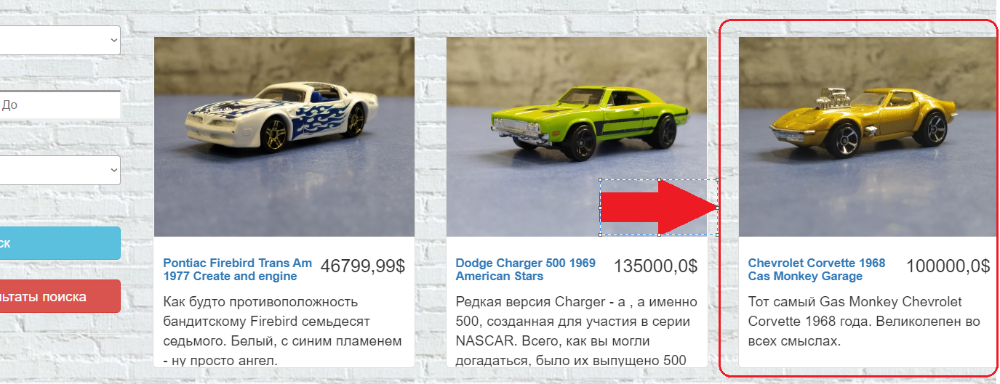 До
ск
льтаты поиска
Pontiac Firebird Trans Am
1977 Create and engine
46799,99$
Как будто противоположность
бандитскому Firebird семьдесят
седьмого. Белый, с синим пламенем
- ну просто ангел.
Dodge Charger 500 1969
American Stars
135000,0$
Редкая версия Charger - а , а именно
500, созданная для участия в серии
NASCAR. Всего, как вы могли
догадаться, было их выпущено 500
Chevrolet Corvette 1968
Cas Monkey Garage
100000,0$
Тот самый Gas Monkey Chevrolet
Corvette 1968 года. Великолепен во
всех смыслах.